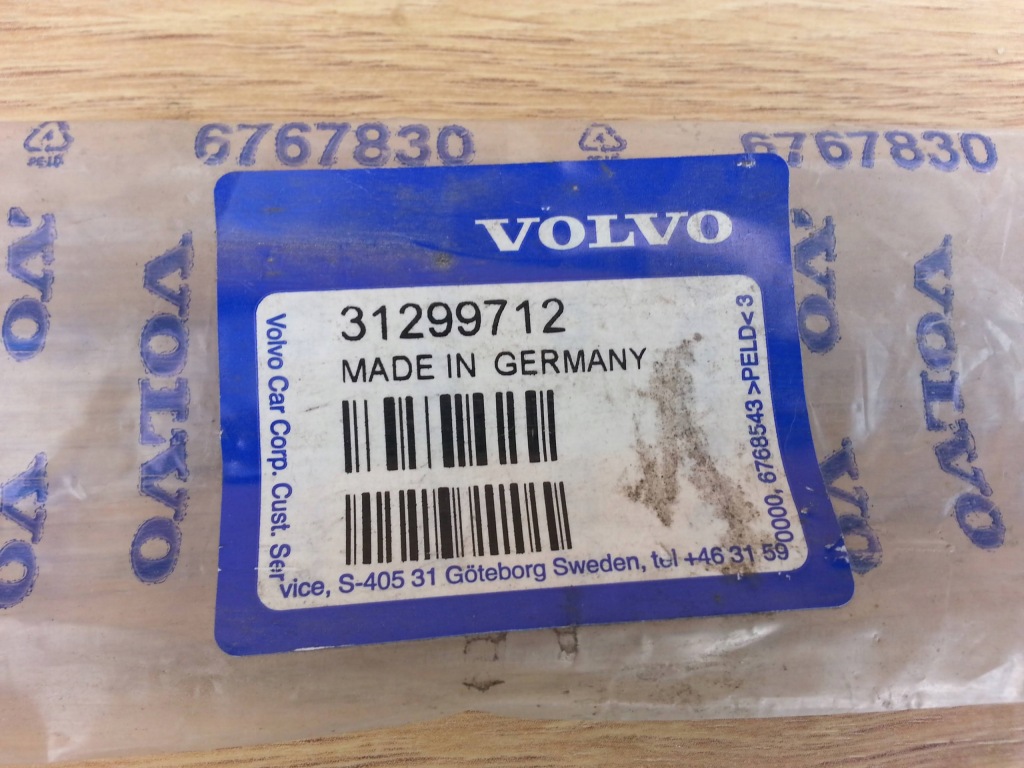 6767830
6767830
VOLVO
31299712
MADE IN GERMANY
Volvo Car Corp. Cust. Service, S-405 31 Göteborg Sweden, tel +46 31 590000, 6768543 >PELD< 3
VOLVO
VOLVO
VOLVO
VO